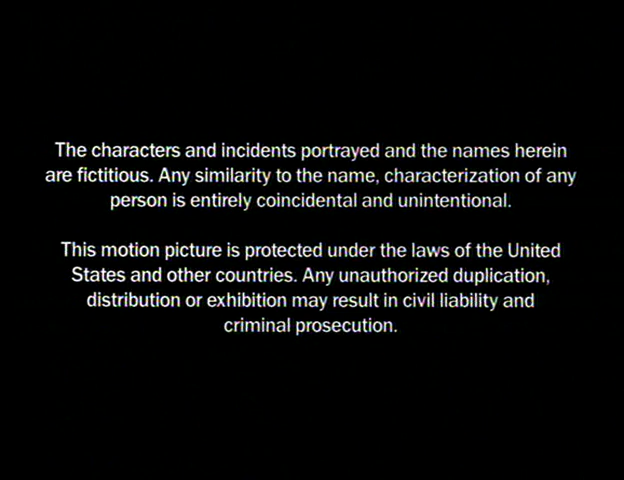 The characters and incidents portrayed and the names herein
are fictitious. Any similarity to the name, characterization of any
person is entirely coincidental and unintentional.
This motion picture is protected under the laws of the United
States and other countries. Any unauthorized duplication,
distribution or exhibition may result in civil liability and
criminal prosecution.